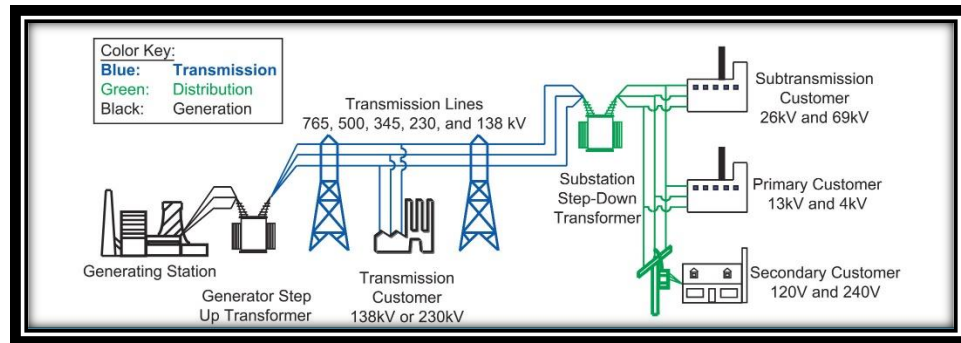 Color Key:
Blue: Transmission
Green: Distribution
Black: Generation
Transmission Lines
765, 500, 345, 230, and 138 kV
Subtransmission
Customer
26kV and 69kV
Generating Station
Generator Step
Up Transformer
Transmission
Customer
138kV or 230kV
Substation
Step-Down
Transformer
Primary Customer
13kV and 4kV
Secondary Customer
120V and 240V